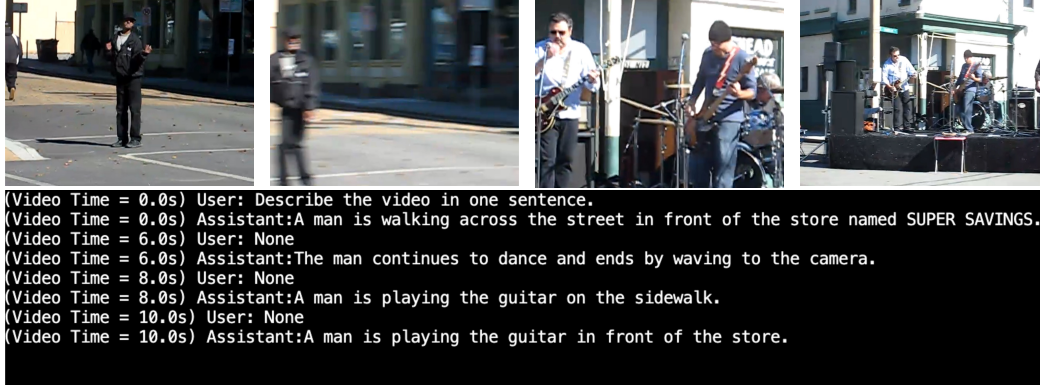 EAD
(Video Time = 0.0s) User: Describe the video in one sentence.
(Video Time = 0.0s) Assistant:A man is walking across the street in front of the store named SUPER SAVINGS.
(Video Time = 6.0s) User: None
(Video Time = 6.0s) Assistant:The man continues to dance and ends by waving to the camera.
(Video Time = 8.0s) User: None
(Video Time = 8.0s) Assistant:A man is playing the guitar on the sidewalk.
(Video Time = 10.0s) User: None
(Video Time = 10.0s) Assistant:A man is playing the guitar in front of the store.